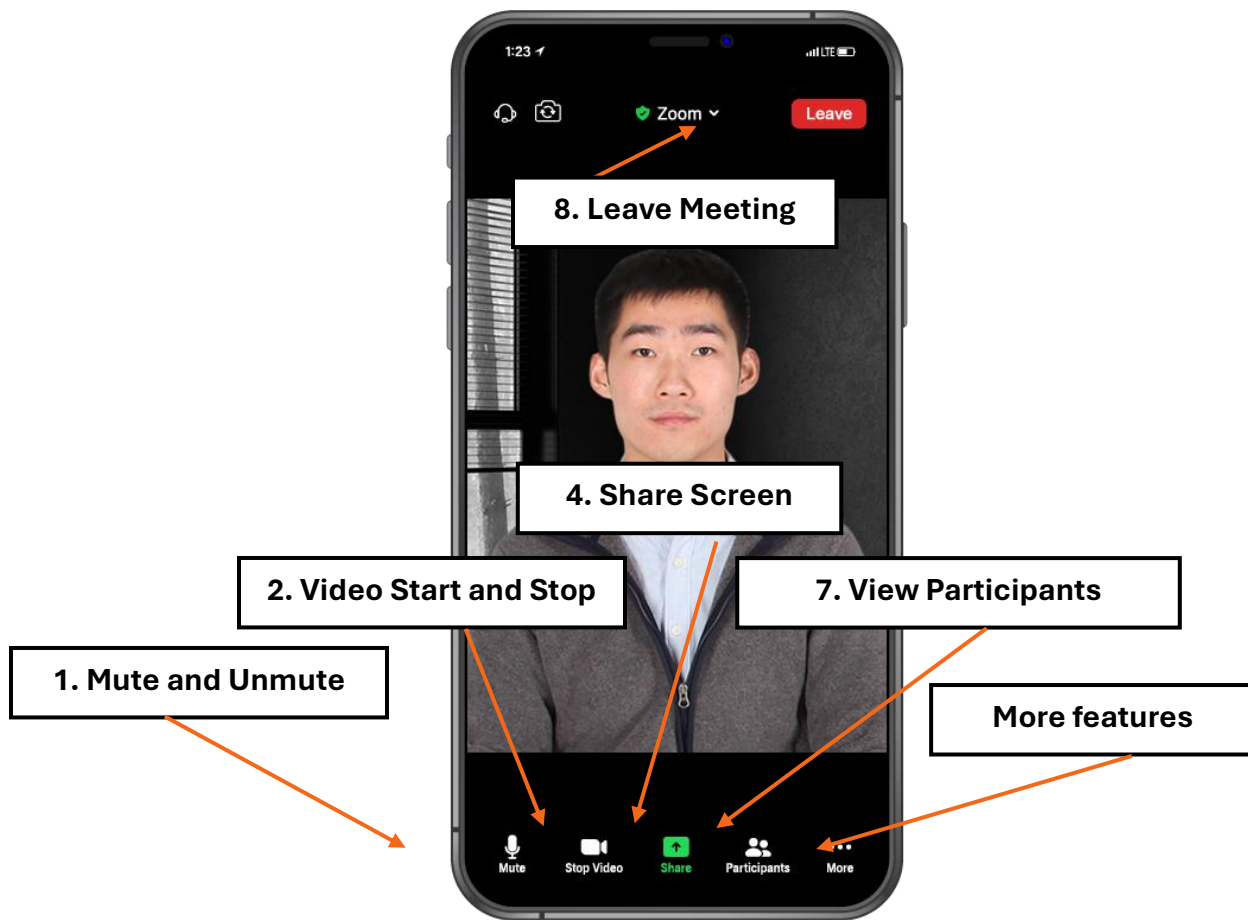 1:23
LTE
Zoom
Leave
8. Leave Meeting
4. Share Screen
2. Video Start and Stop
7. View Participants
1. Mute and Unmute
More features
Mute
Stop Video
Share
Participants
More